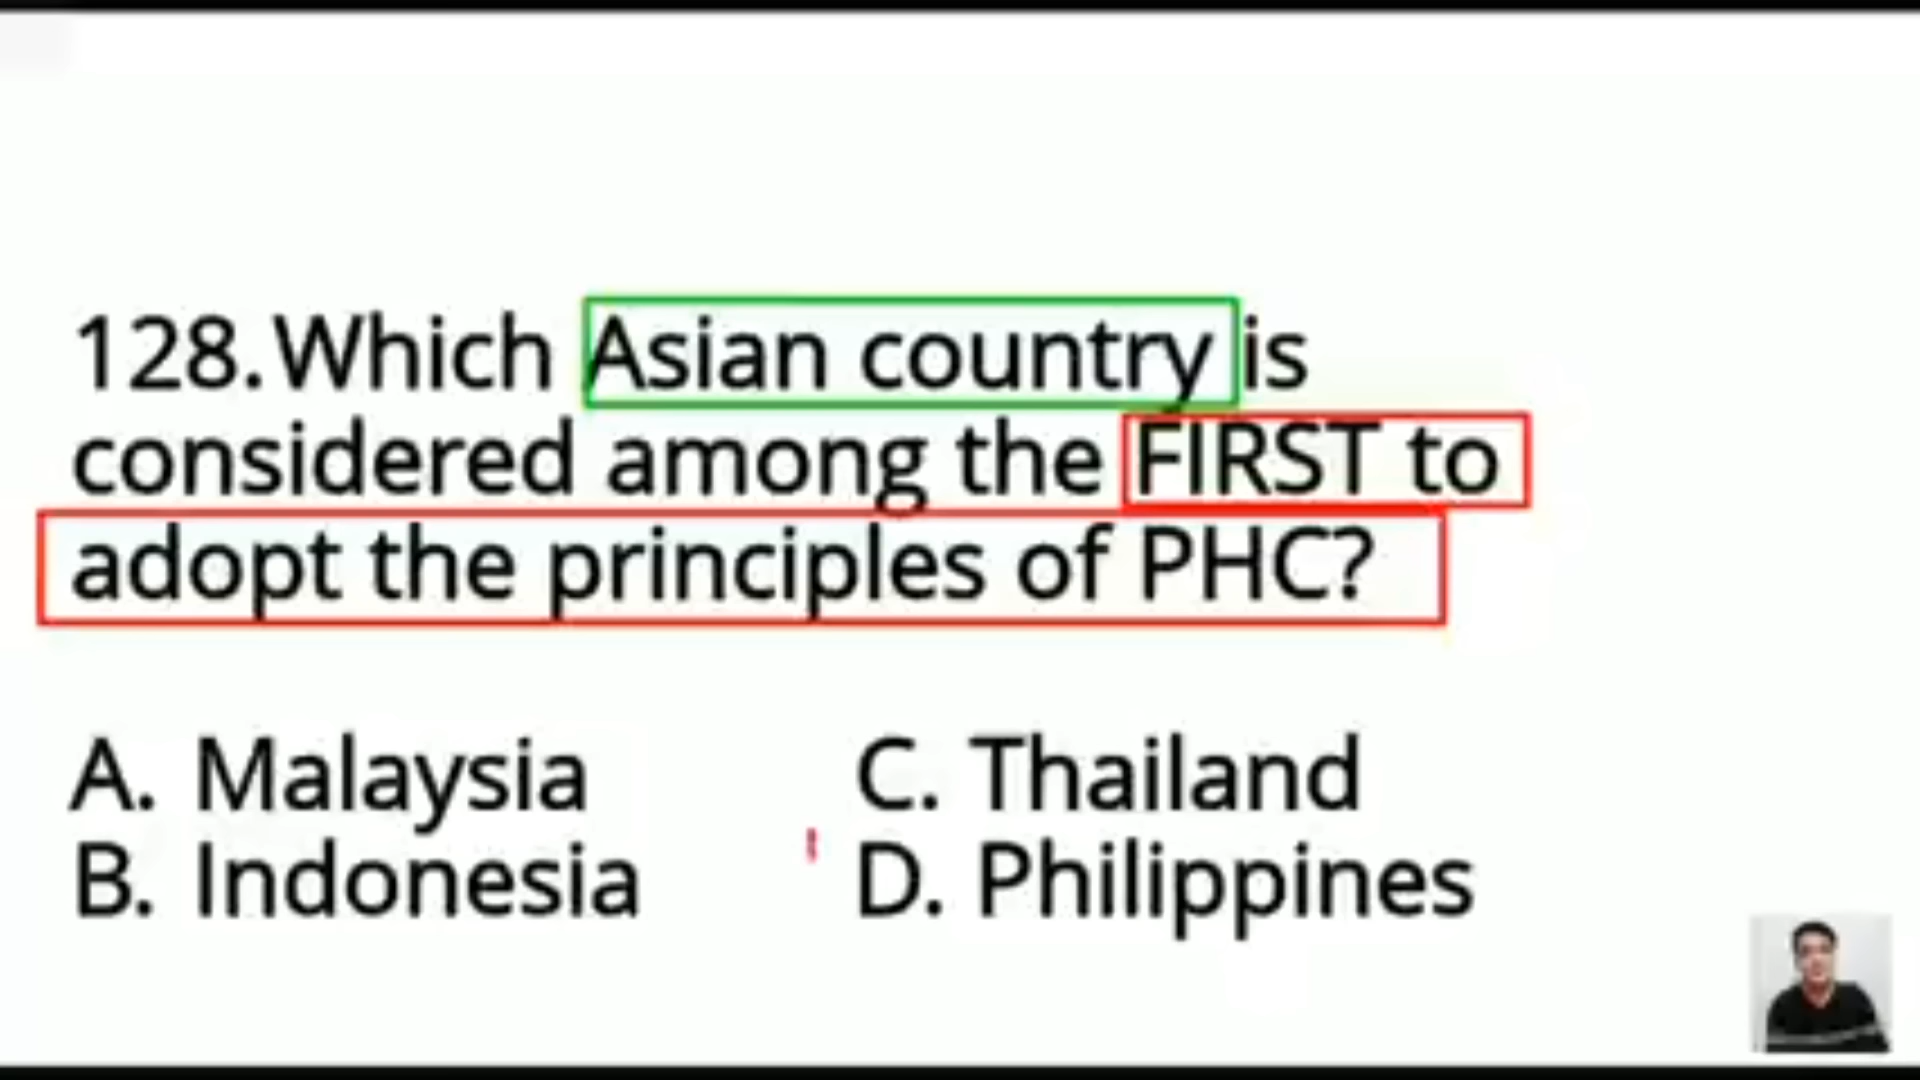 128.Which Asian country is
considered among the FIRST to
adopt the principles of PHC?
A. Malaysia
B. Indonesia
C. Thailand
D. Philippines